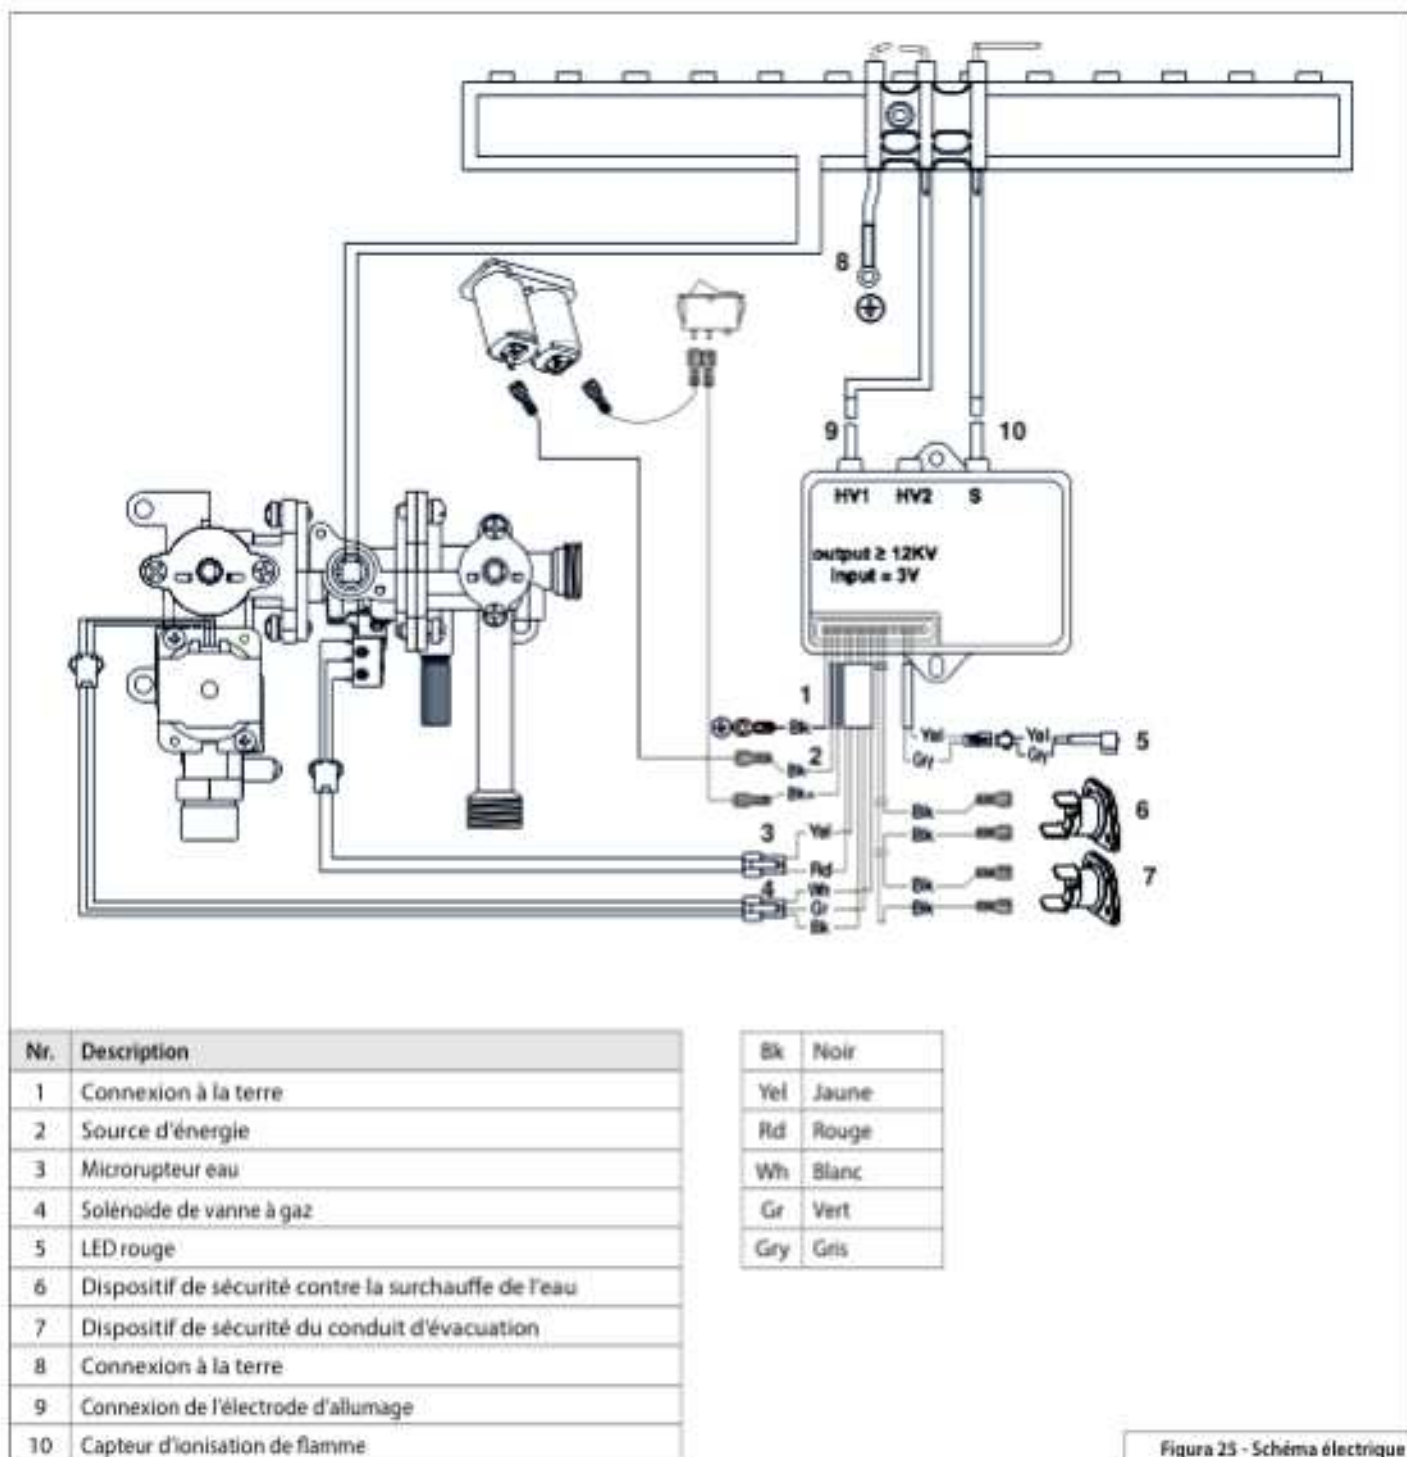 8
9
10
HV1 HV2 S
output ≥ 12KV
Input = 3V
1
Bk
2
Bk
Bk
Yel
Gry
Yel
Gry
5
Bk
Bk
6
3
Yel
Rd
4
Wh
Gr
Bk
Bk
Bk
7
Nr. Description
1 Connexion à la terre
2 Source d'énergie
3 Microrupteur eau
4 Solénoide de vanne à gaz
5 LED rouge
6 Dispositif de sécurité contre la surchauffe de l'eau
7 Dispositif de sécurité du conduit d'évacuation
8 Connexion à la terre
9 Connexion de l'électrode d'allumage
10 Capteur d'ionisation de flamme
Bk Noir
Yel Jaune
Rd Rouge
Wh Blanc
Gr Vert
Gry Gris
Figura 25 - Schéma électrique